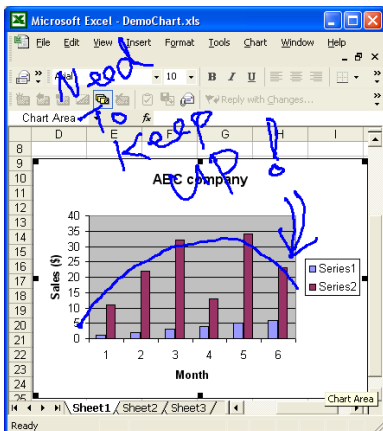 Microsoft Excel - DemoChart.xls
File Edit View Insert Format Tools Chart Window Help
10 B I U
Reply with Changes...
Chart Area fx
Need
to
Keep
UP!
D E F G H I
8
9
10
11
12
13
14
15
16
17
18
19
20
21
22
23
24
25
ABC company
40
35
30
25
20
15
10
5
0
Sales ($)
1 2 3 4 5 6
Month
Series1
Series2
Chart Area
Sheet1 Sheet2 Sheet3
Ready